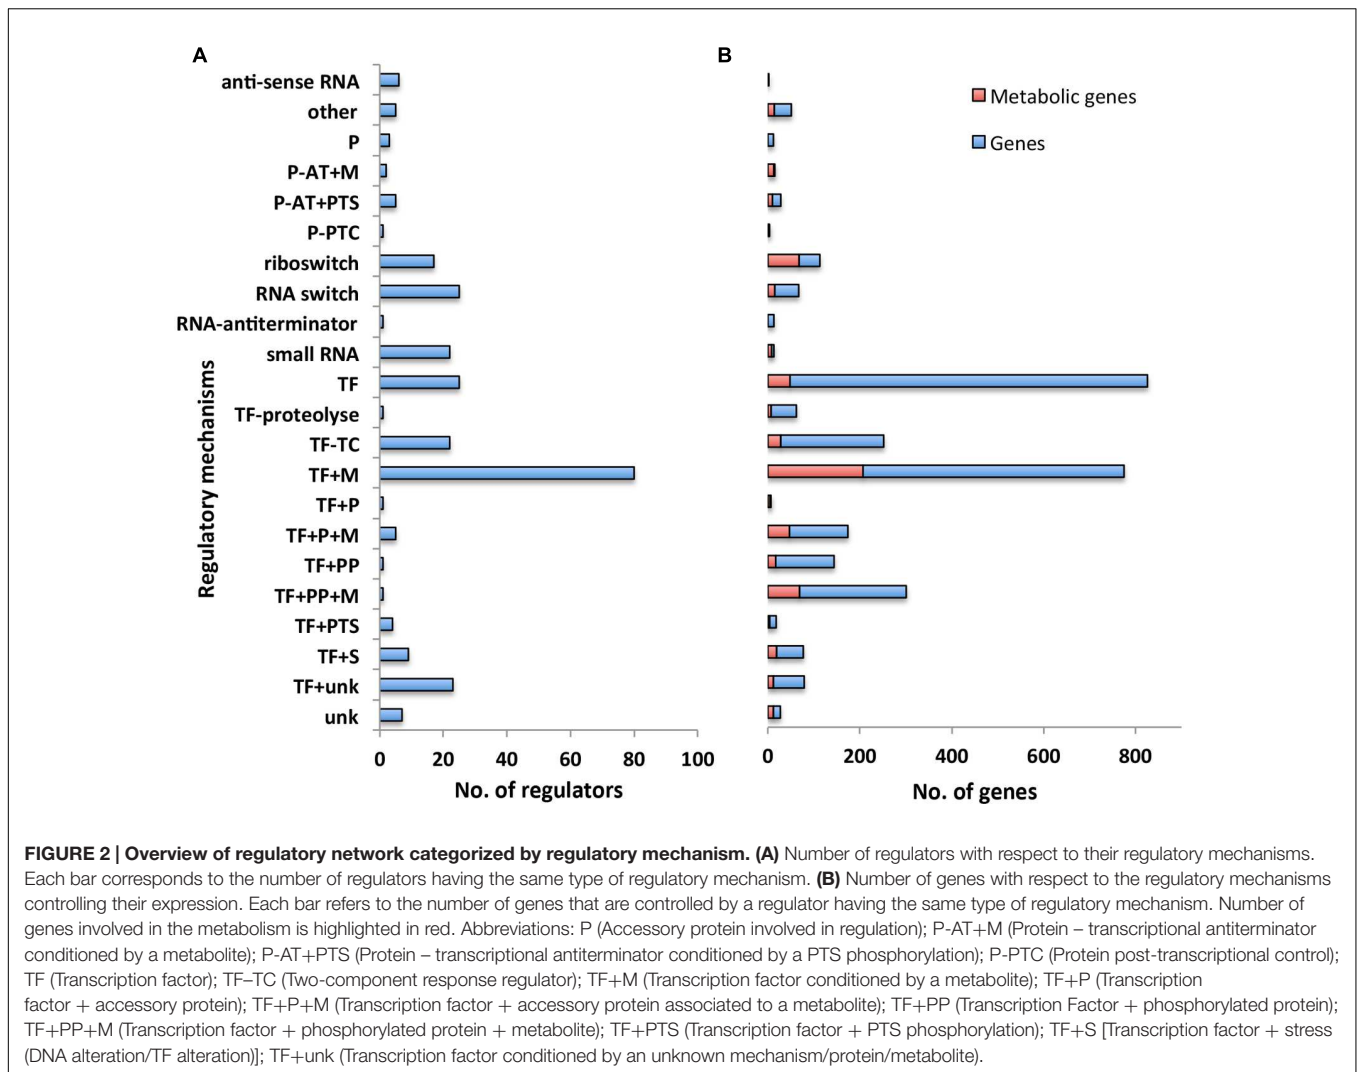 A
anti-sense RNA
other
P
P-AT+M
P-AT+PTS
P-PTC
riboswitch
RNA switch
RNA-antiterminator
small RNA
TF
TF-proteolyse
TF-TC
TF+M
TF+P
TF+P+M
TF+PP
TF+PP+M
TF+PTS
TF+S
TF+unk
unk
Regulatory mechanisms
0 20 40 60 80 100
No. of regulators
B
Metabolic genes
Genes
0 200 400 600 800
No. of genes
FIGURE 2 | Overview of regulatory network categorized by regulatory mechanism. (A) Number of regulators with respect to their regulatory mechanisms.
Each bar corresponds to the number of regulators having the same type of regulatory mechanism. (B) Number of genes with respect to the regulatory mechanisms
controlling their expression. Each bar refers to the number of genes that are controlled by a regulator having the same type of regulatory mechanism. Number of
genes involved in the metabolism is highlighted in red. Abbreviations: P (Accessory protein involved in regulation); P-AT+M (Protein – transcriptional antiterminator
conditioned by a metabolite); P-AT+PTS (Protein – transcriptional antiterminator conditioned by a PTS phosphorylation); P-PTC (Protein post-transcriptional control);
TF (Transcription factor); TF–TC (Two-component response regulator); TF+M (Transcription factor conditioned by a metabolite); TF+P (Transcription
factor + accessory protein); TF+P+M (Transcription factor + accessory protein associated to a metabolite); TF+PP (Transcription Factor + phosphorylated protein);
TF+PP+M (Transcription factor + phosphorylated protein + metabolite); TF+PTS (Transcription factor + PTS phosphorylation); TF+S [Transcription factor + stress
(DNA alteration/TF alteration)]; TF+unk (Transcription factor conditioned by an unknown mechanism/protein/metabolite).